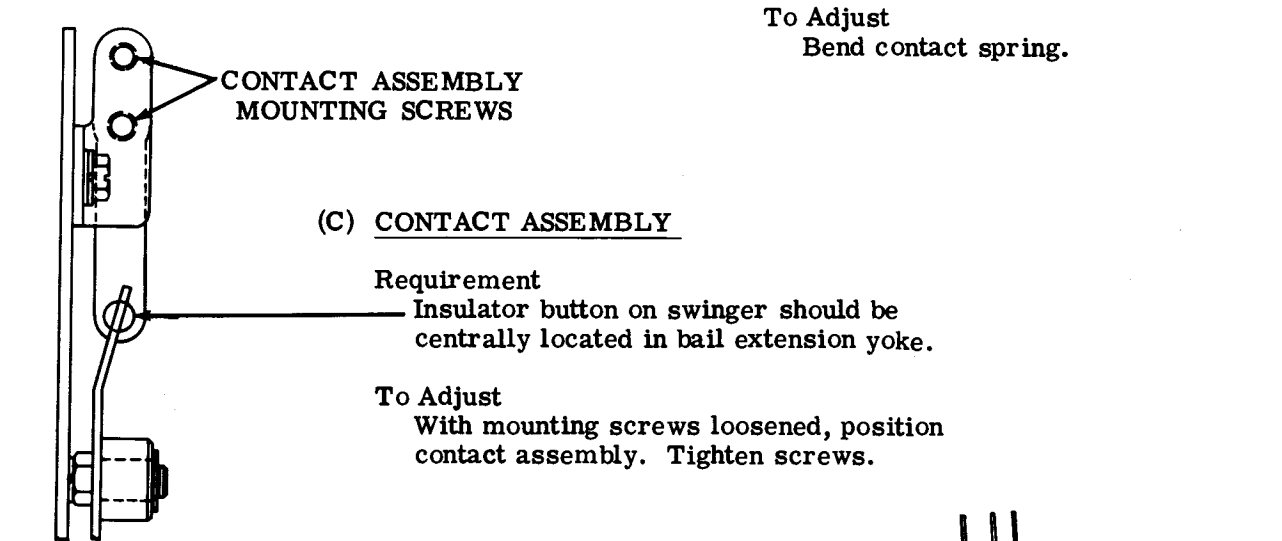 To Adjust
Bend contact spring.
CONTACT ASSEMBLY
MOUNTING SCREWS
(C) CONTACT ASSEMBLY
Requirement
Insulator button on swinger should be
centrally located in bail extension yoke.
To Adjust
With mounting screws loosened, position
contact assembly. Tighten screws.